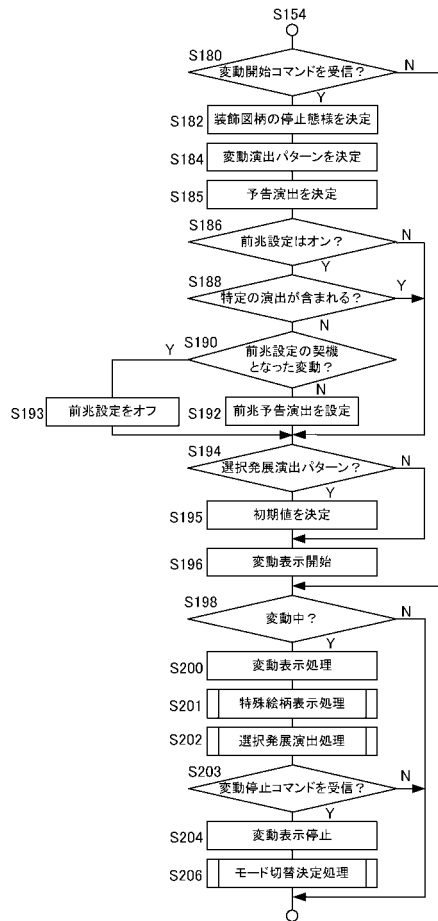 S154
S180
変動開始コマンドを受信？
N
Y
S182
装飾図柄の停止態様を決定
S184
変動演出パターンを決定
S185
予告演出を決定
S186
前兆設定はオン？
N
Y
S188
特定の演出が含まれる？
Y
N
S190
前兆設定の契機
となった変動？
Y
N
S193
前兆設定をオフ
S192
前兆予告演出を設定
S194
選択発展演出パターン？
N
Y
S195
初期値を決定
S196
変動表示開始
S198
変動中？
N
Y
S200
変動表示処理
S201
特殊絵柄表示処理
S202
選択発展演出処理
S203
変動停止コマンドを受信？
N
Y
S204
変動表示停止
S206
モード切替決定処理